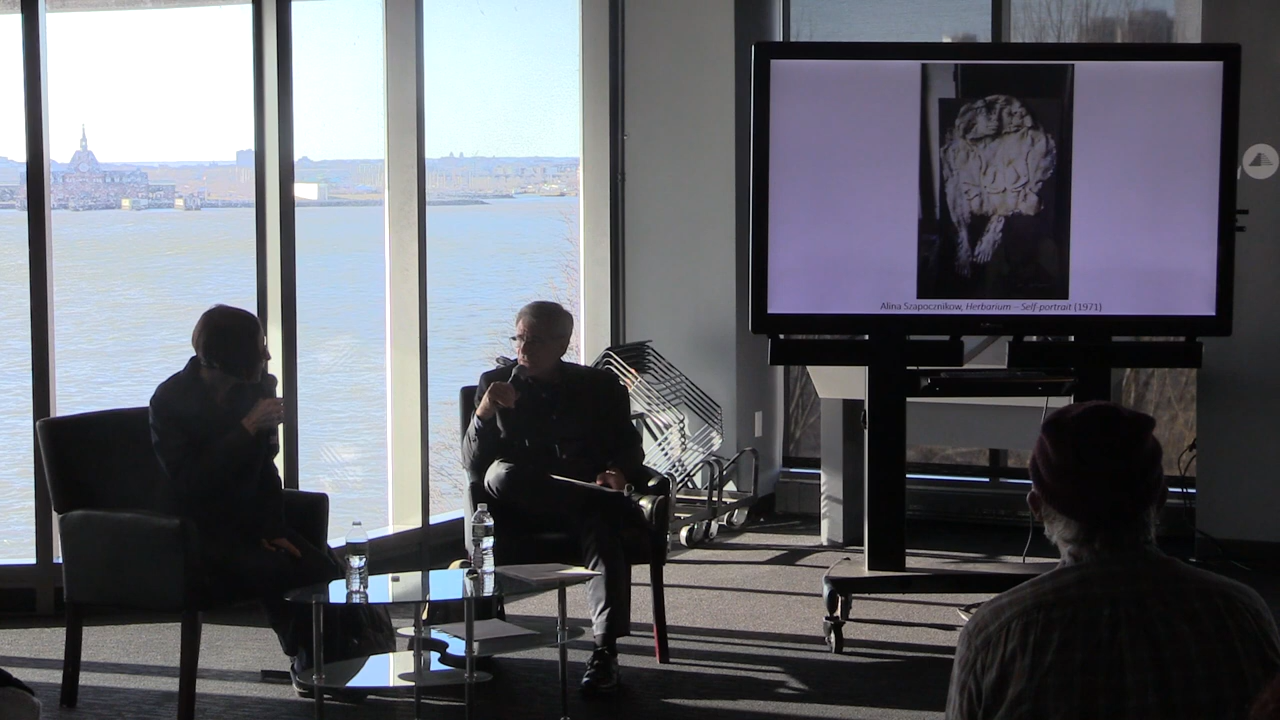 Alina Szapocznikow, Herbarium – Self-portrait (1971)